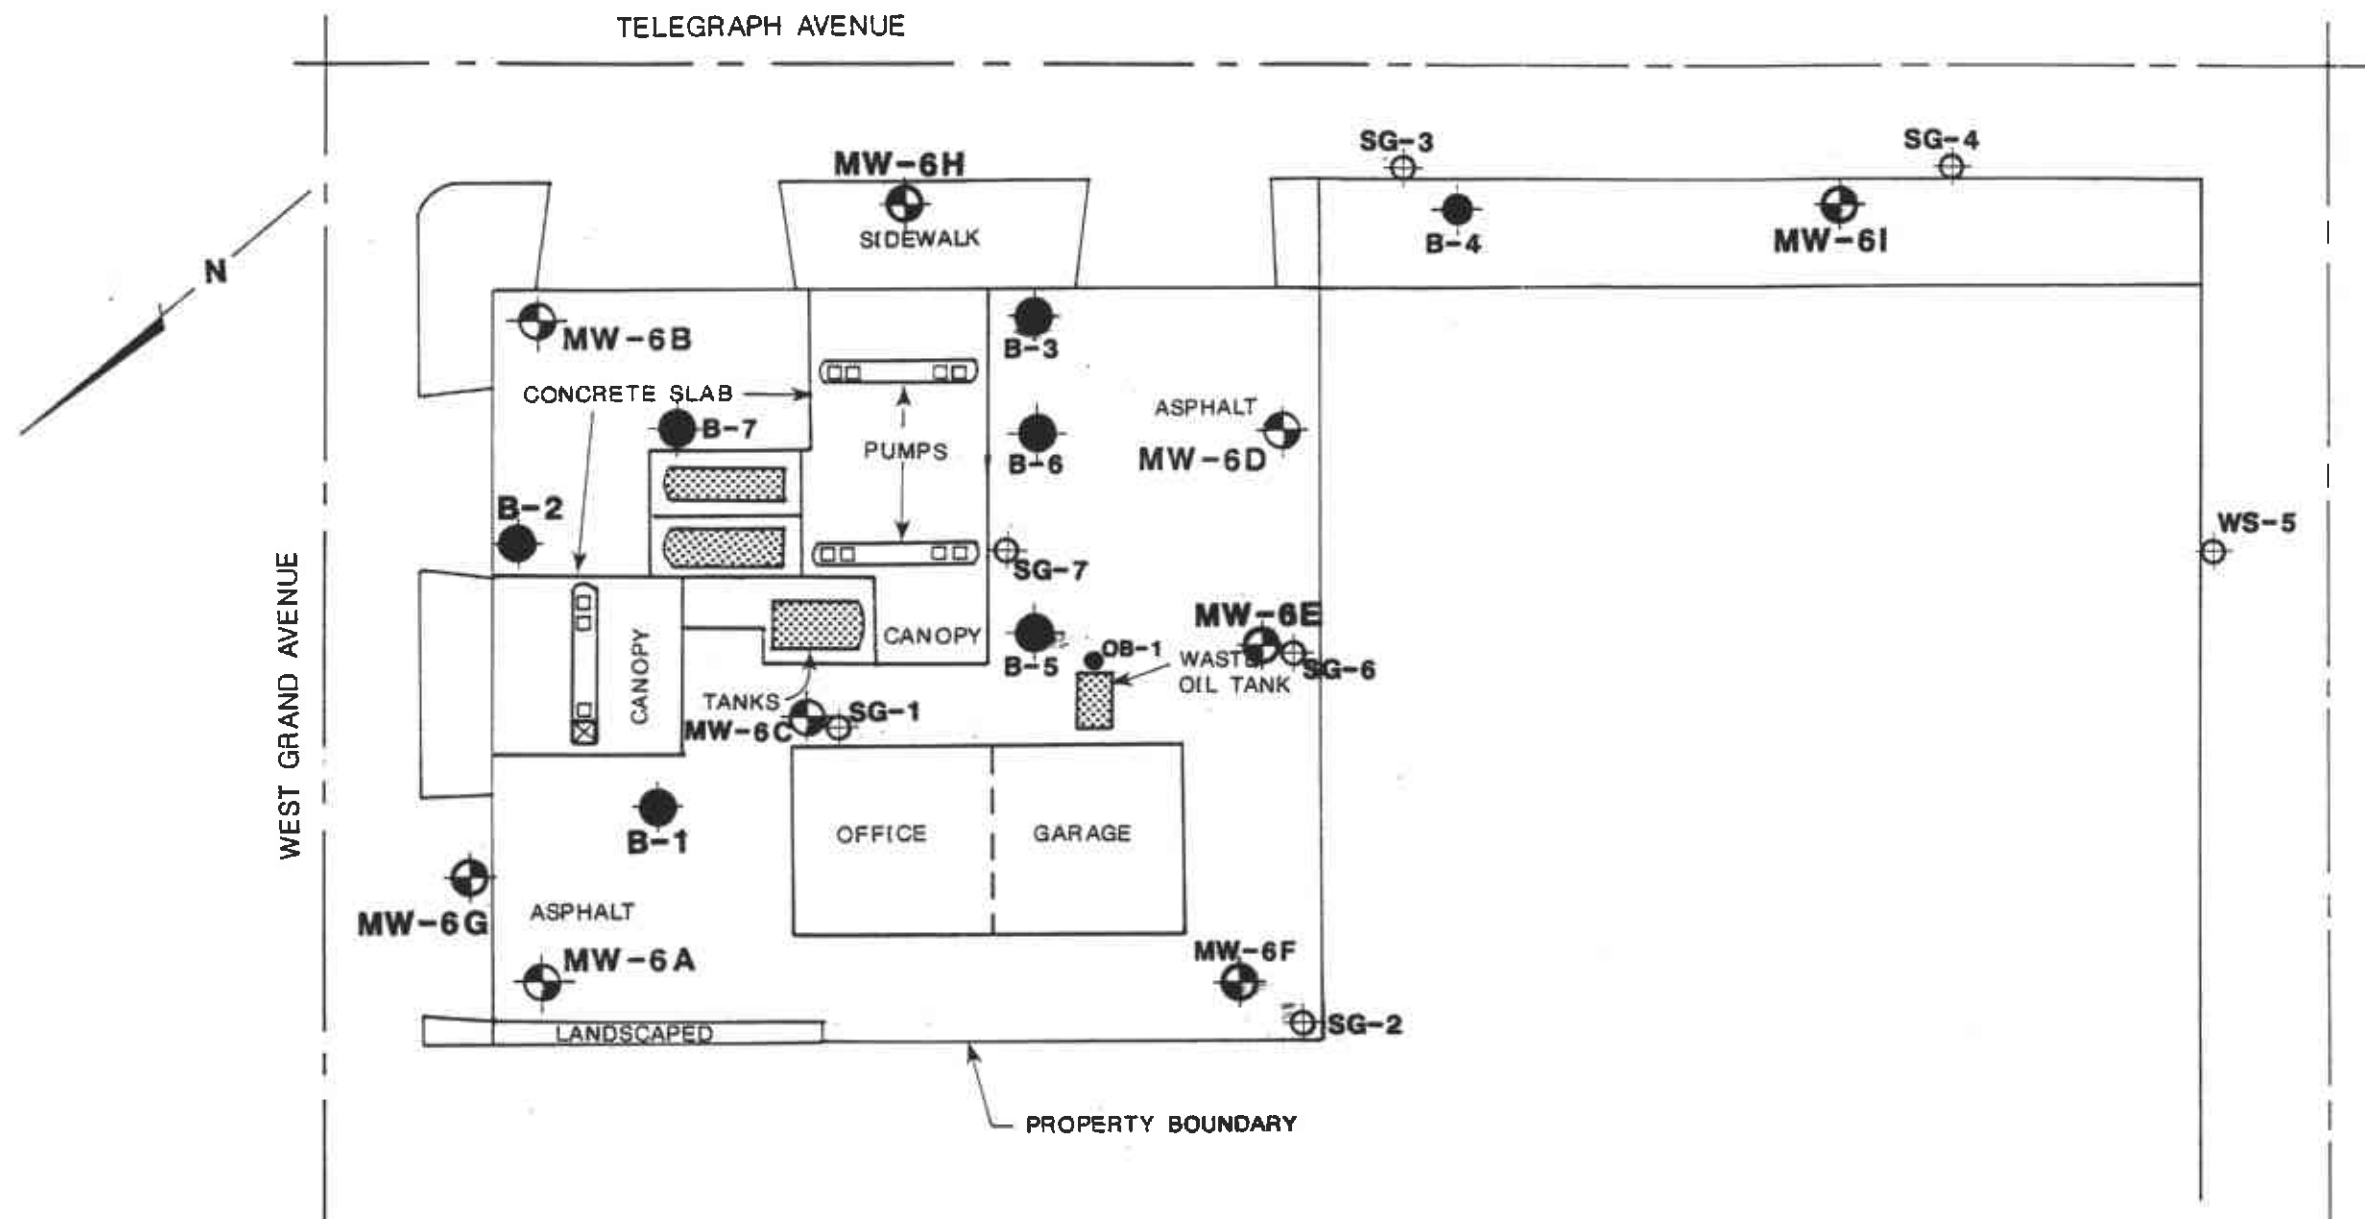 TELEGRAPH AVENUE
SG-3
SG-4
MW-6H
SIDEWALK
B-4
MW-6I
N
MW-6B
B-3
CONCRETE SLAB
ASPHALT
B-7
PUMPS
B-6
MW-6D
B-2
WS-5
SG-7
WEST GRAND AVENUE
CANOPY
CANOPY
B-5
OB-1
MW-6E
WASTE
OIL TANK
SG-6
TANKS
MW-6C
SG-1
B-1
OFFICE
GARAGE
MW-6G
ASPHALT
MW-6A
MW-6F
LANDSCAPED
SG-2
PROPERTY BOUNDARY